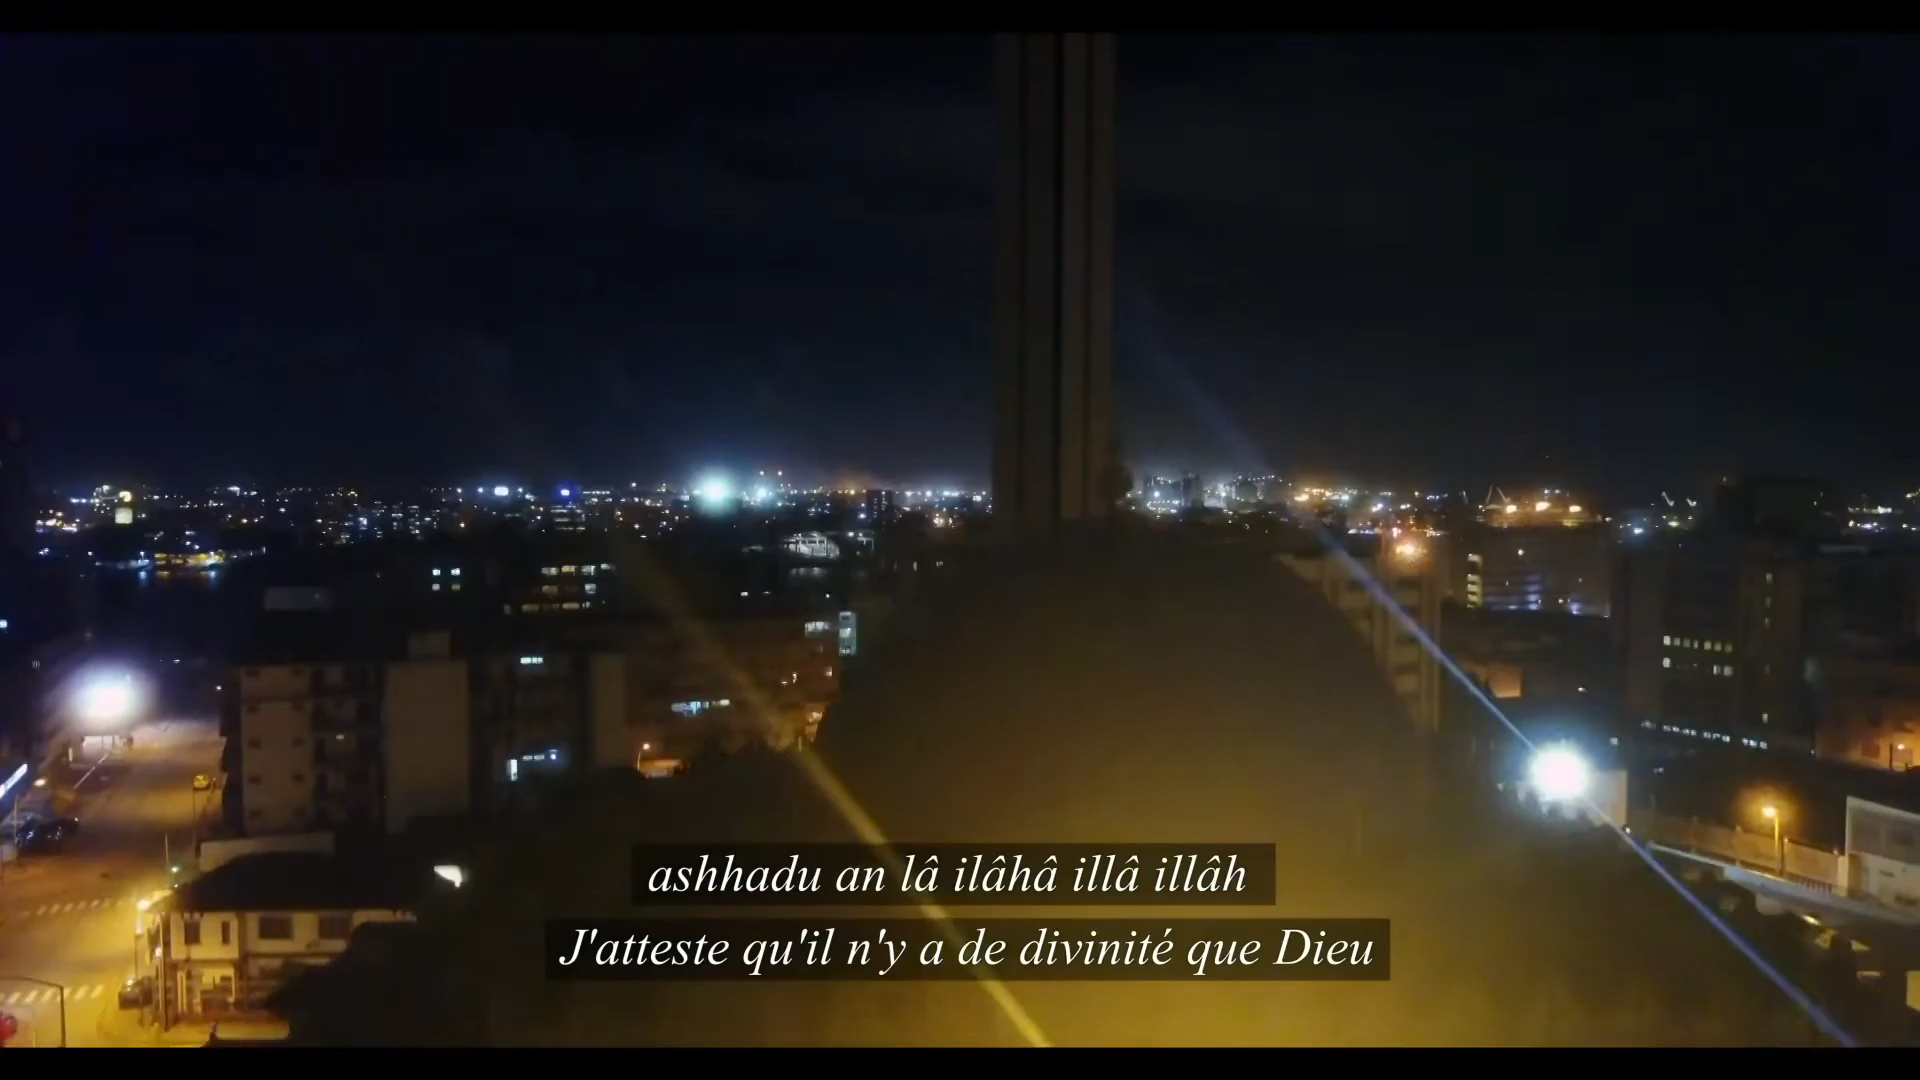 ashhadu an lâ ilâhâ illâ illâh
J'atteste qu'il n'y a de divinité que Dieu